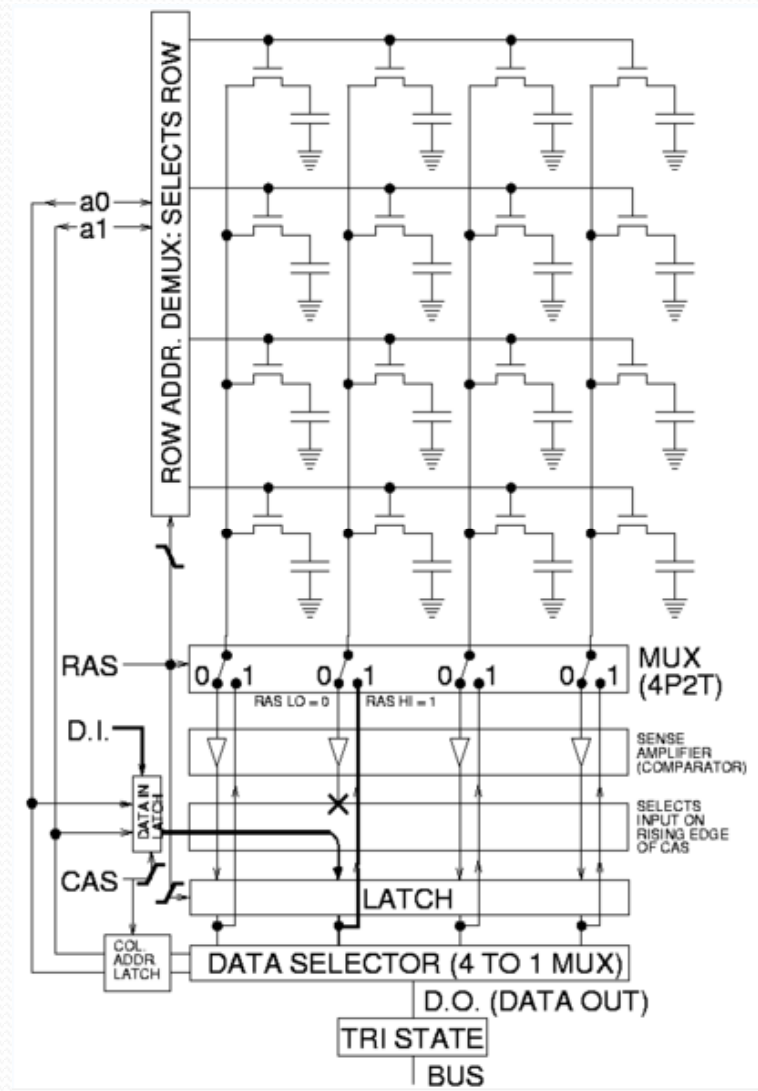 ROW ADDR. DEMUX: SELECTS ROW
a0
a1
RAS
0 1
0 1
0 1
0 1
MUX
(4P2T)
RAS LO = 0
RAS HI = 1
D.I.
SENSE
AMPLIFIER
(COMPARATOR)
DATA IN
LATCH
SELECTS
INPUT ON
RISING EDGE
OF CAS
CAS
LATCH
COL.
ADDR.
LATCH
DATA SELECTOR (4 TO 1 MUX)
D.O. (DATA OUT)
TRI STATE
BUS